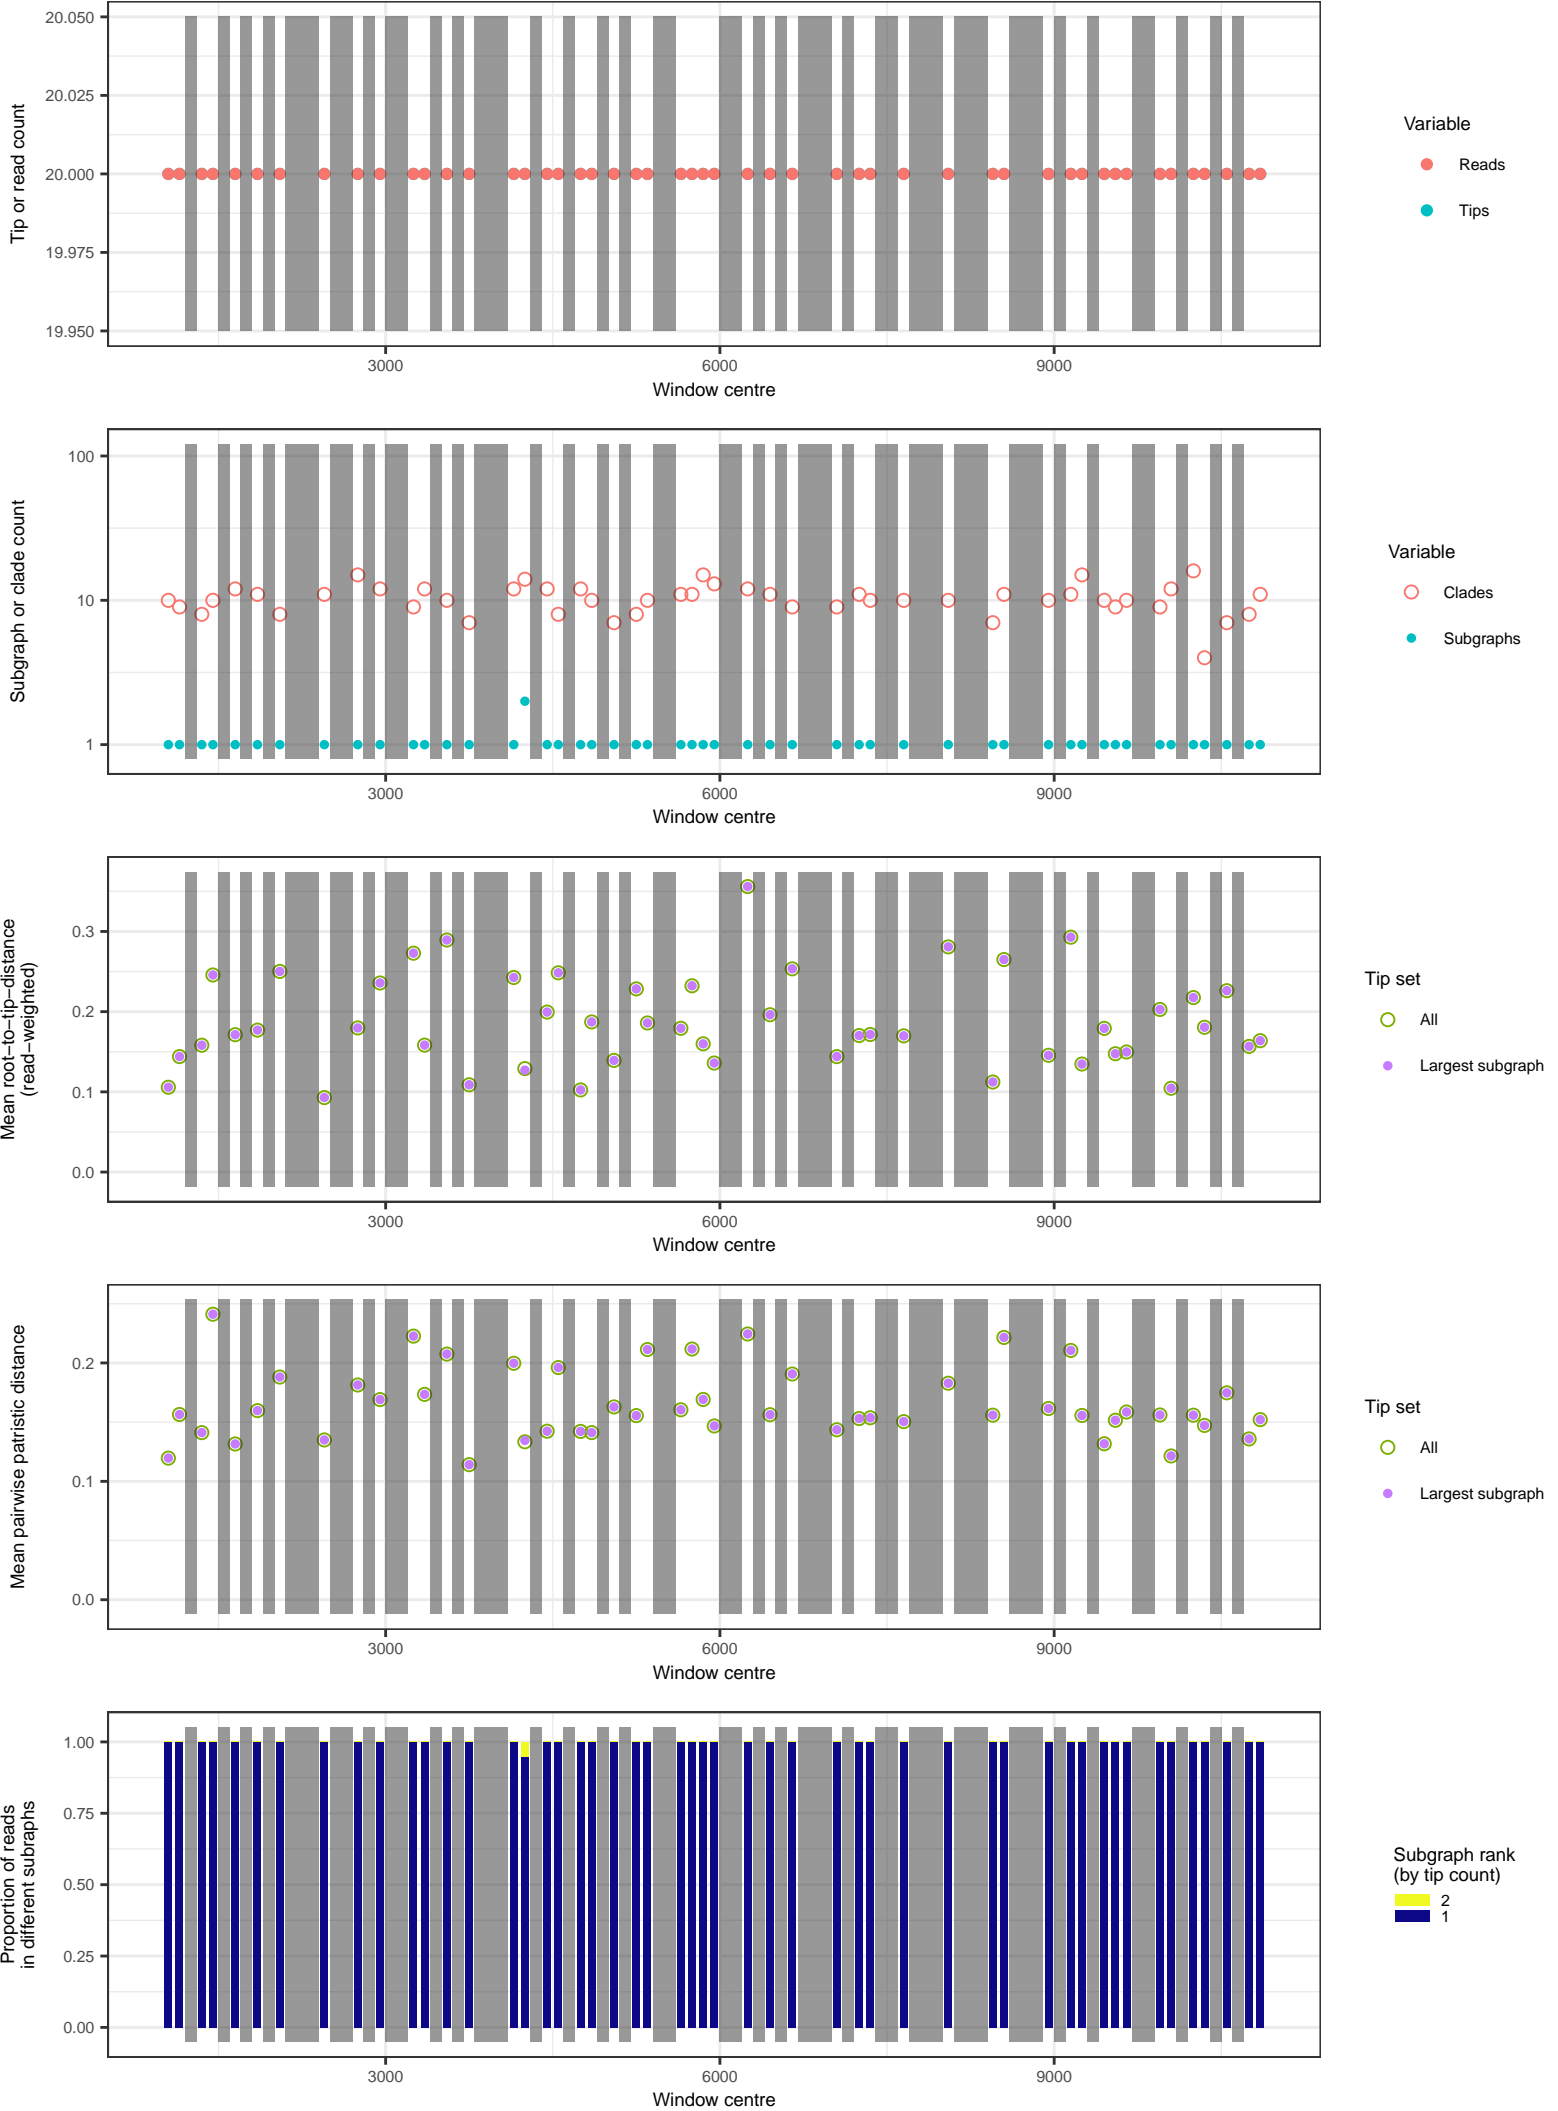 20.050
20.025
20.000
19.975
19.950
Tip or read count
3000
6000
9000
Window centre
Variable
Reads
Tips
100
10
1
Subgraph or clade count
3000
6000
9000
Window centre
Variable
Clades
Subgraphs
0.3
0.2
0.1
0.0
Mean root−to−tip−distance
(read−weighted)
3000
6000
9000
Window centre
Tip set
All
Largest subgraph
0.2
0.1
0.0
Mean pairwise patristic distance
3000
6000
9000
Window centre
Tip set
All
Largest subgraph
1.00
0.75
0.50
0.25
0.00
Proportion of reads
in different subraphs
3000
6000
9000
Window centre
Subgraph rank
(by tip count)
2
1